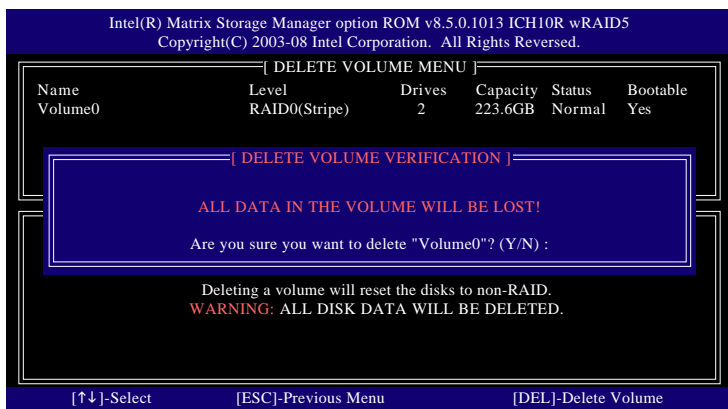 Intel(R) Matrix Storage Manager option ROM v8.5.0.1013 ICH10R wRAID5
Copyright(C) 2003-08 Intel Corporation. All Rights Reversed.
[ DELETE VOLUME MENU ]
Name Level Drives Capacity Status Bootable
Volume0 RAID0(Stripe) 2 223.6GB Normal Yes
[ DELETE VOLUME VERIFICATION ]
ALL DATA IN THE VOLUME WILL BE LOST!
Are you sure you want to delete "Volume0"? (Y/N) :
Deleting a volume will reset the disks to non-RAID.
WARNING: ALL DISK DATA WILL BE DELETED.
[↑↓]-Select [ESC]-Previous Menu [DEL]-Delete Volume